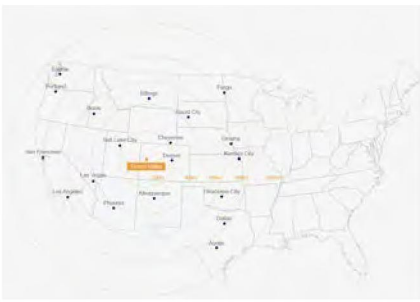 Seattle
Portland
Fargo
Billings
Boise
Rapid City
Salt Lake City
Cheyenne
Omaha
San Francisco
Denver
Kansas City
Las Vegas
Los Angeles
Albuquerque
Oklahoma City
Phoenix
Dallas
Austin